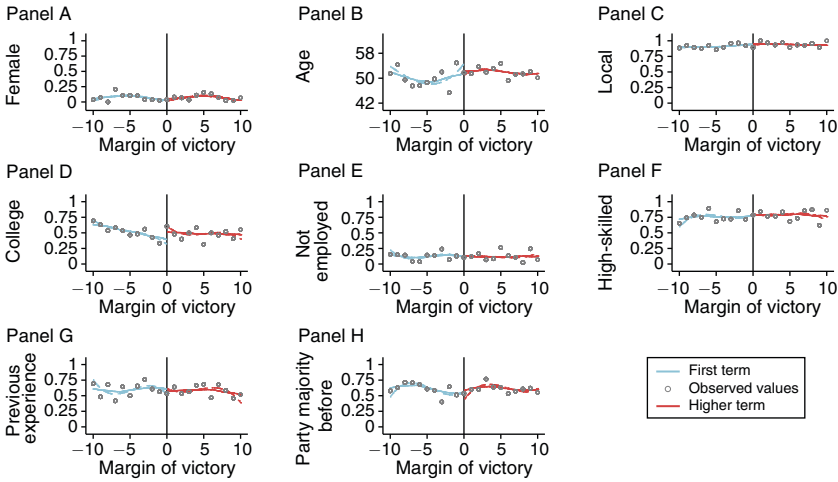 Panel A
Female
1
0.75
0.5
0.25
0
−10 −5 0 5 10
Margin of victory
Panel B
Age
58
50
42
−10 −5 0 5 10
Margin of victory
Panel C
Local
1
0.75
0.5
0.25
0
−10 −5 0 5 10
Margin of victory
Panel D
College
1
0.75
0.5
0.25
0
−10 −5 0 5 10
Margin of victory
Panel E
Not
employed
1
0.75
0.5
0.25
0
−10 −5 0 5 10
Margin of victory
Panel F
High-skilled
1
0.75
0.5
0.25
0
−10 −5 0 5 10
Margin of victory
Panel G
Previous
experience
1
0.75
0.5
0.25
0
−10 −5 0 5 10
Margin of victory
Panel H
Party majority
before
1
0.75
0.5
0.25
0
−10 −5 0 5 10
Margin of victory
First term
Observed values
Higher term